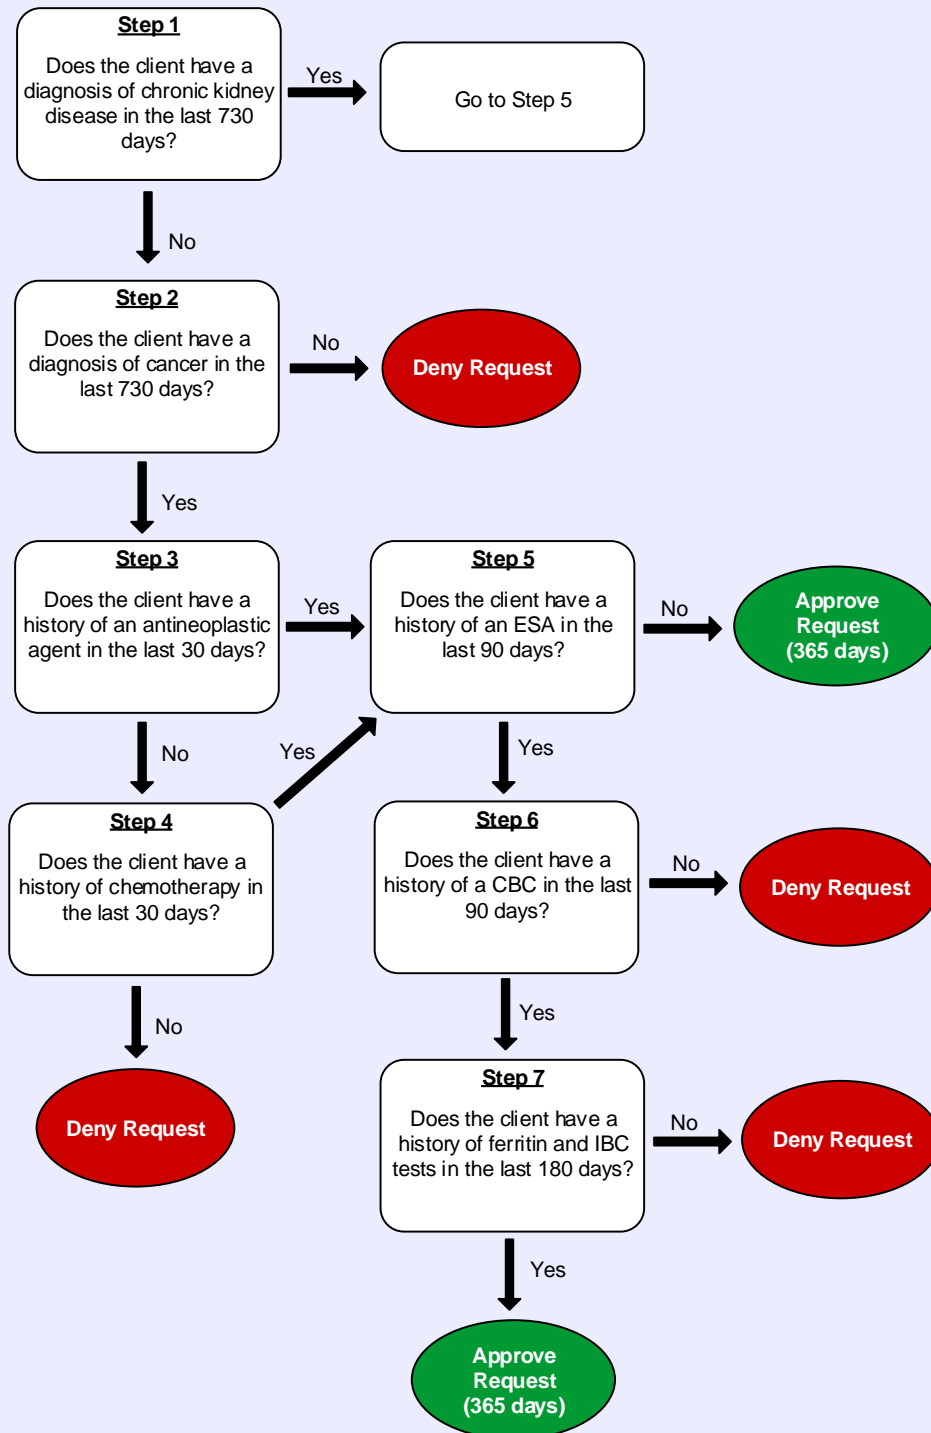 Step 1
Does the client have a
diagnosis of chronic kidney
disease in the last 730
days?
Yes
Go to Step 5
No
Step 2
Does the client have a
diagnosis of cancer in the
last 730 days?
No
Deny Request
Yes
Step 3
Does the client have a
history of an antineoplastic
agent in the last 30 days?
Yes
Step 5
Does the client have a
history of an ESA in the
last 90 days?
No
Approve
Request
(365 days)
No
Yes
Yes
Step 4
Does the client have a
history of chemotherapy in
the last 30 days?
Step 6
Does the client have a
history of a CBC in the last
90 days?
No
Deny Request
No
Yes
Deny Request
Step 7
Does the client have a
history of ferritin and IBC
tests in the last 180 days?
No
Deny Request
Yes
Approve
Request
(365 days)